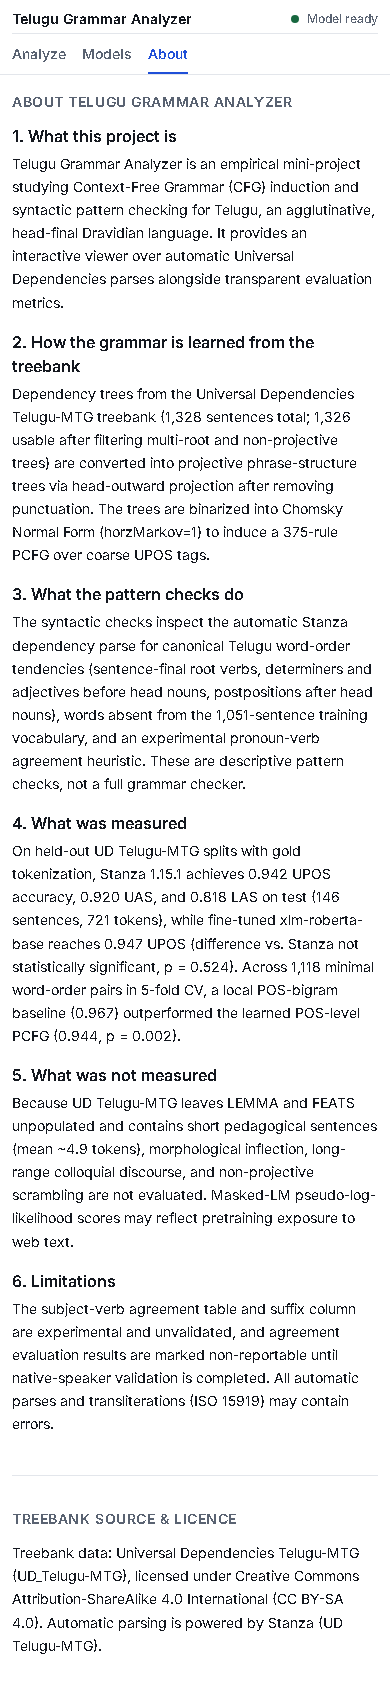 Telugu Grammar Analyzer
Model ready
Analyze Models About
ABOUT TELUGU GRAMMAR ANALYZER
1. What this project is
Telugu Grammar Analyzer is an empirical mini-project
studying Context-Free Grammar (CFG) induction and
syntactic pattern checking for Telugu, an agglutinative,
head-final Dravidian language. It provides an
interactive viewer over automatic Universal
Dependencies parses alongside transparent evaluation
metrics.
2. How the grammar is learned from the
treebank
Dependency trees from the Universal Dependencies
Telugu-MTG treebank (1,328 sentences total; 1,326
usable after filtering multi-root and non-projective
trees) are converted into projective phrase-structure
trees via head-outward projection after removing
punctuation. The trees are binarized into Chomsky
Normal Form (horzMarkov=1) to induce a 375-rule
PCFG over coarse UPOS tags.
3. What the pattern checks do
The syntactic checks inspect the automatic Stanza
dependency parse for canonical Telugu word-order
tendencies (sentence-final root verbs, determiners and
adjectives before head nouns, postpositions after head
nouns), words absent from the 1,051-sentence training
vocabulary, and an experimental pronoun-verb
agreement heuristic. These are descriptive pattern
checks, not a full grammar checker.
4. What was measured
On held-out UD Telugu-MTG splits with gold
tokenization, Stanza 1.15.1 achieves 0.942 UPOS
accuracy, 0.920 UAS, and 0.818 LAS on test (146
sentences, 721 tokens), while fine-tuned xlm-roberta-
base reaches 0.947 UPOS (difference vs. Stanza not
statistically significant, p = 0.524). Across 1,118 minimal
word-order pairs in 5-fold CV, a local POS-bigram
baseline (0.967) outperformed the learned POS-level
PCFG (0.944, p = 0.002).
5. What was not measured
Because UD Telugu-MTG leaves LEMMA and FEATS
unpopulated and contains short pedagogical sentences
(mean ~4.9 tokens), morphological inflection, long-
range colloquial discourse, and non-projective
scrambling are not evaluated. Masked-LM pseudo-log-
likelihood scores may reflect pretraining exposure to
web text.
6. Limitations
The subject-verb agreement table and suffix column
are experimental and unvalidated, and agreement
evaluation results are marked non-reportable until
native-speaker validation is completed. All automatic
parses and transliterations (ISO 15919) may contain
errors.
TREEBANK SOURCE & LICENCE
Treebank data: Universal Dependencies Telugu-MTG
(UD_Telugu-MTG), licensed under Creative Commons
Attribution-ShareAlike 4.0 International (CC BY-SA
4.0). Automatic parsing is powered by Stanza (UD
Telugu-MTG).